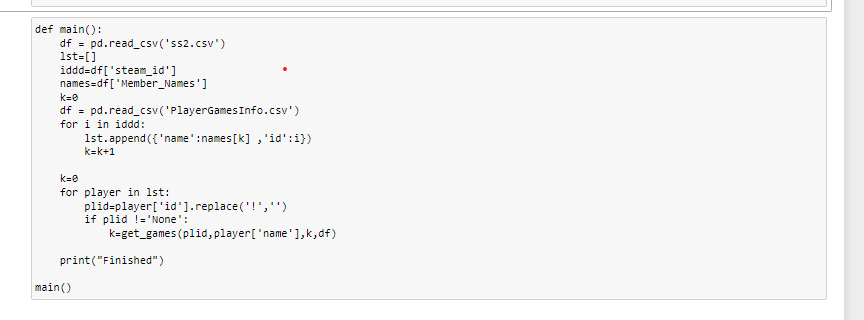 def main():
    df = pd.read_csv('ss2.csv')
    lst=[]
    iddd=df['steam_id']
    names=df['Member_Names']
    k=0
    df = pd.read_csv('PlayerGamesInfo.csv')
    for i in iddd:
        lst.append({'name':names[k] ,'id':i})
        k=k+1

    k=0
    for player in lst:
        plid=player['id'].replace('!','')
        if plid !='None':
            k=get_games(plid,player['name'],k,df)

    print("Finished")

main()